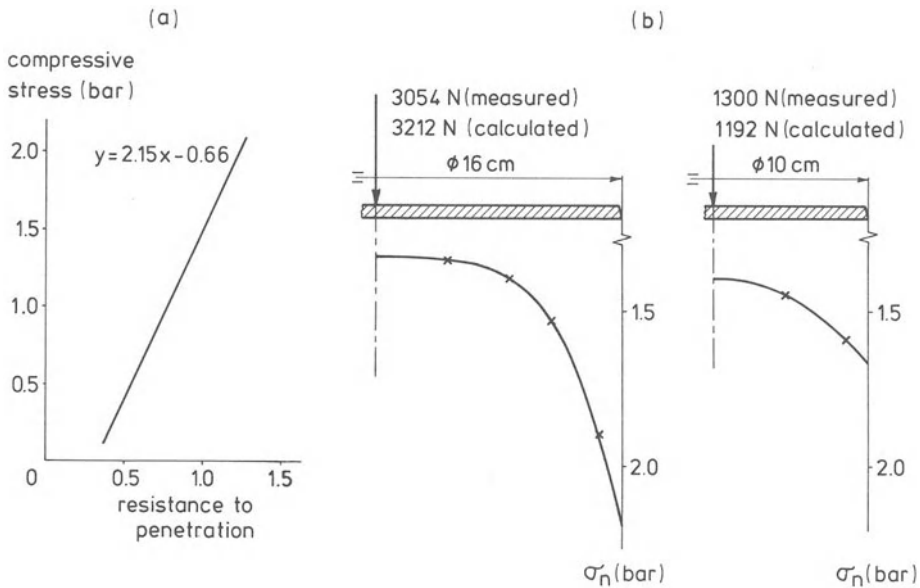 (a)
compressive
stress (bar)
2.0
y=2.15x-0.66
1.5
1.0
0.5
0
0.5
1.0
1.5
resistance to
penetration
(b)
3054 N (measured)
3212 N (calculated)
ϕ16 cm
1.5
2.0
σn (bar)
1300 N (measured)
1192 N (calculated)
ϕ10 cm
1.5
2.0
σn (bar)